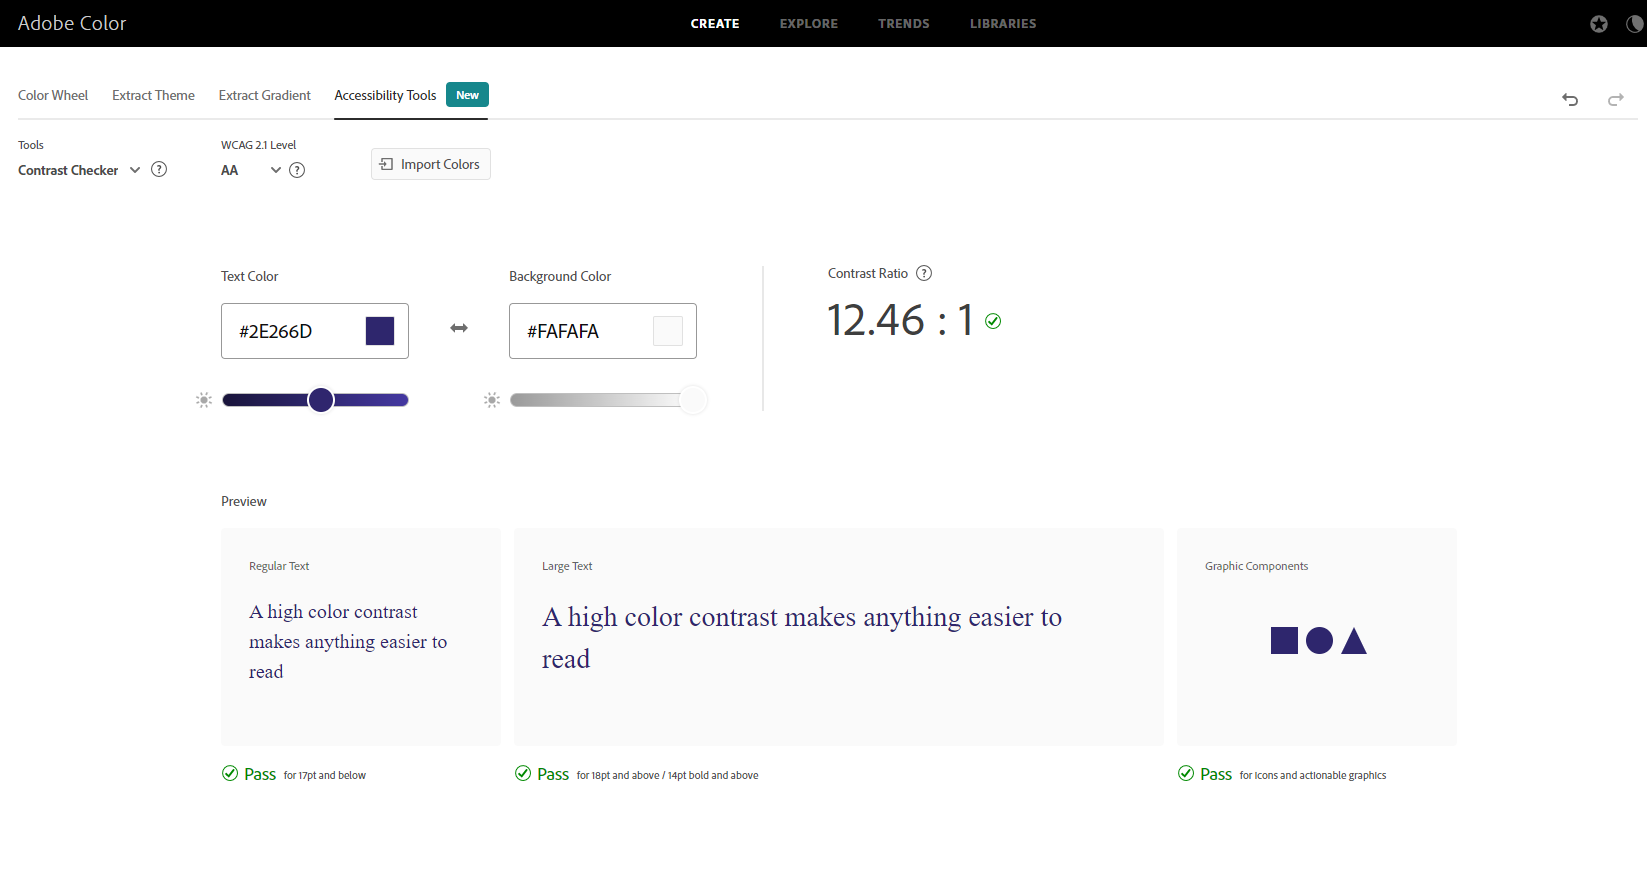 Adobe Color
CREATE EXPLORE TRENDS LIBRARIES
Color Wheel Extract Theme Extract Gradient Accessibility Tools New
Tools
Contrast Checker
WCAG 2.1 Level
AA
Import Colors
Text Color
#2E266D
Background Color
#FAFAFA
Contrast Ratio
12.46 : 1
Preview
Regular Text
A high color contrast
makes anything easier to
read
Pass for 17pt and below
Large Text
A high color contrast makes anything easier to
read
Pass for 18pt and above / 14pt bold and above
Graphic Components
Pass for icons and actionable graphics